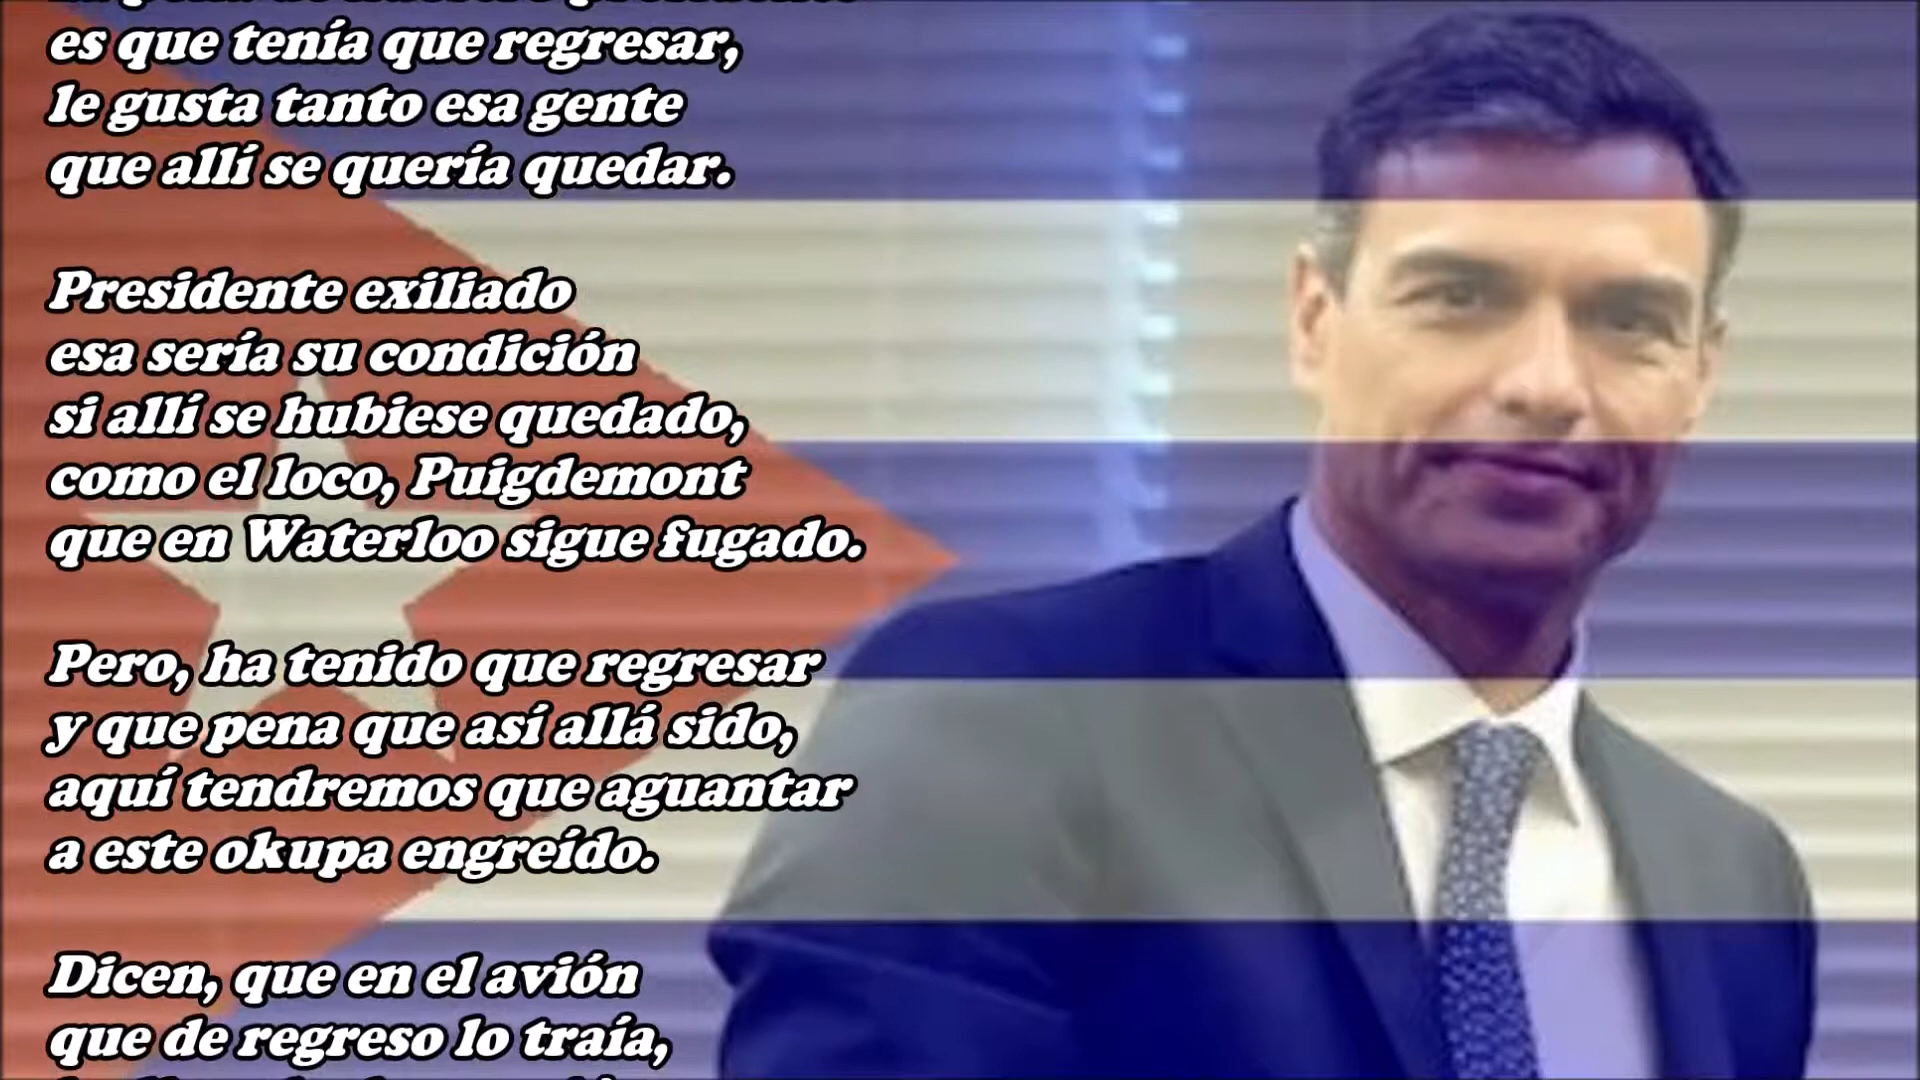 es que tenía que regresar,
le gusta tanto esa gente
que allí se quería quedar.
Presidente exiliado
esa sería su condición
si allí se hubiese quedado,
como el loco, Puigdemont
que en Waterloo sigue fugado.
Pero, ha tenido que regresar
y que pena que así allá sido,
aquí tendremos que aguantar
a este okupa engreído.
Dicen, que en el avión
que de regreso lo traía,